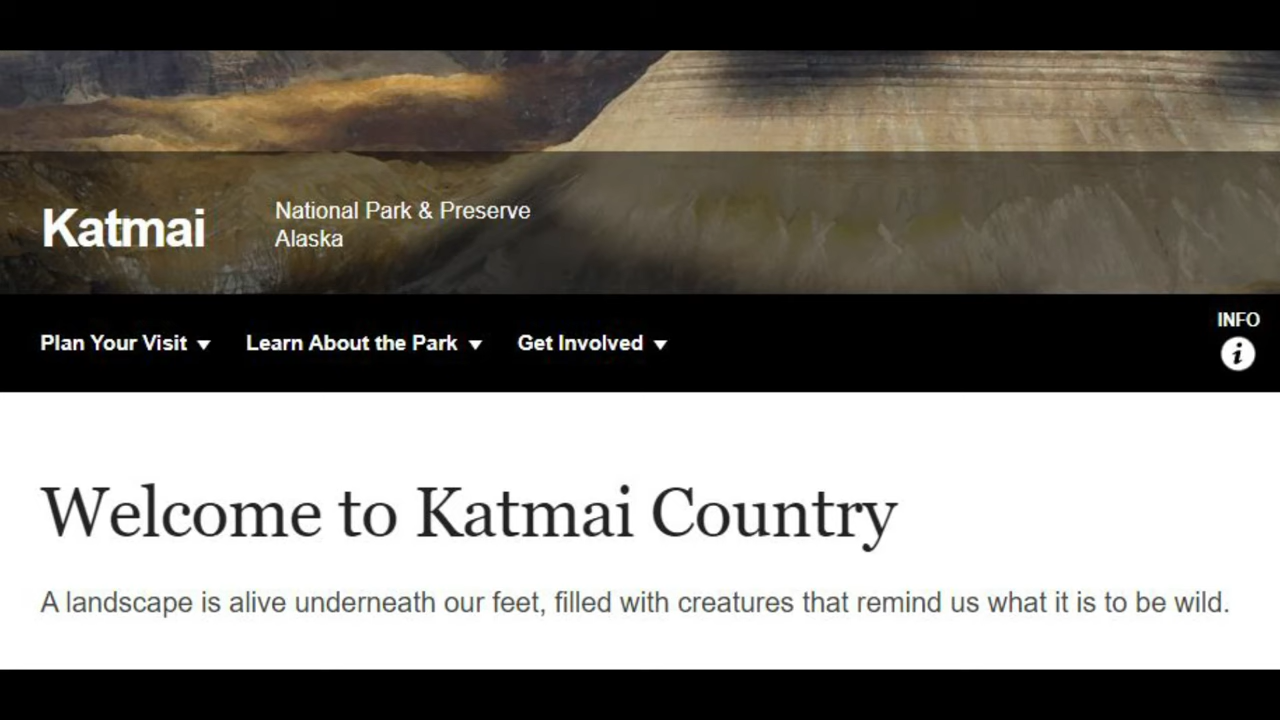 Katmai
National Park & Preserve
Alaska
Plan Your Visit
Learn About the Park
Get Involved
INFO
i
Welcome to Katmai Country
A landscape is alive underneath our feet, filled with creatures that remind us what it is to be wild.